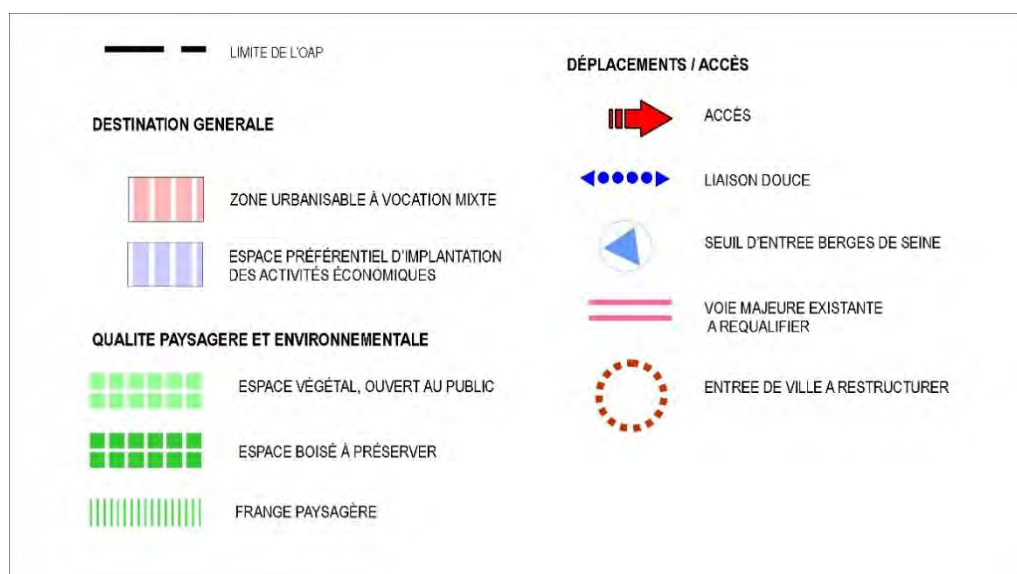 LIMITE DE L'OAP
DESTINATION GENERALE
ZONE URBANISABLE À VOCATION MIXTE
ESPACE PRÉFÉRENTIEL D'IMPLANTATION
DES ACTIVITÉS ÉCONOMIQUES
QUALITE PAYSAGERE ET ENVIRONNEMENTALE
ESPACE VÉGÉTAL, OUVERT AU PUBLIC
ESPACE BOISÉ À PRÉSERVER
FRANGE PAYSAGÈRE
DÉPLACEMENTS / ACCÈS
ACCÈS
LIAISON DOUCE
SEUIL D'ENTREE BERGES DE SEINE
VOIE MAJEURE EXISTANTE
A REQUALIFIER
ENTREE DE VILLE A RESTRUCTURER